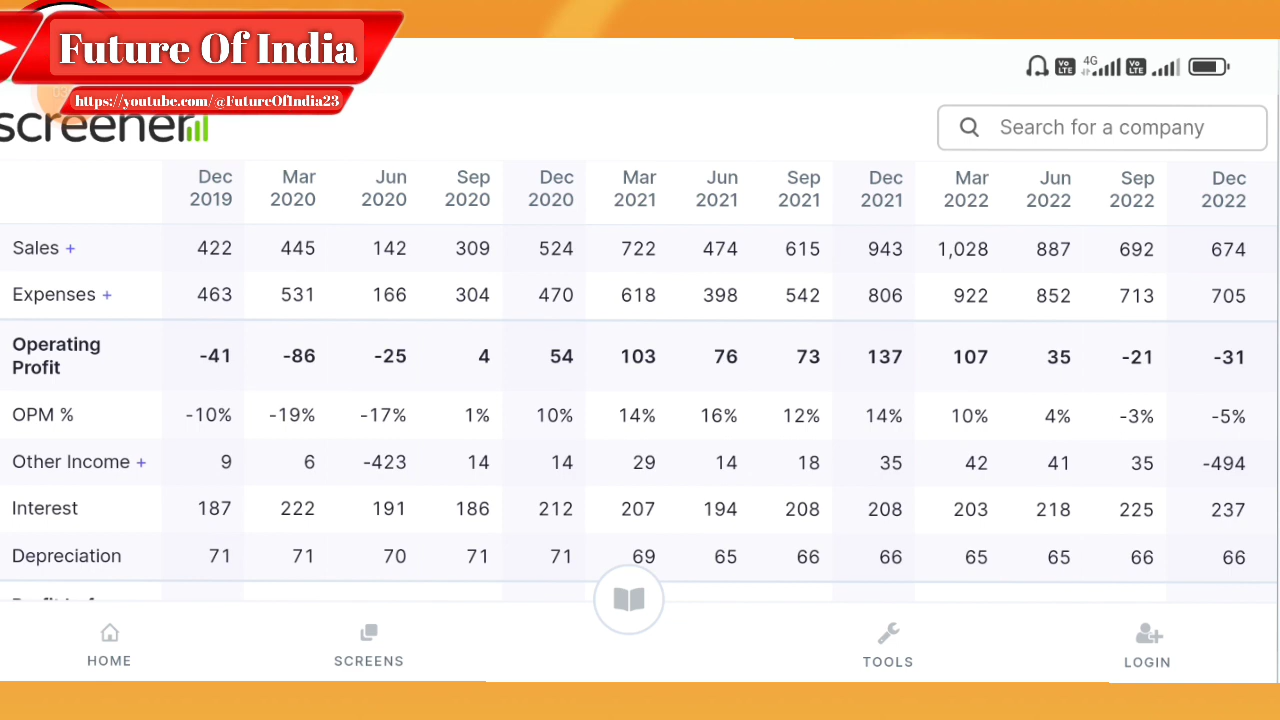 Future Of India
https://youtube.com/@FutureOfIndia23
4G
Vo LTE
Vo LTE
screener
Search for a company
Dec 2019 Mar 2020 Jun 2020 Sep 2020 Dec 2020 Mar 2021 Jun 2021 Sep 2021 Dec 2021 Mar 2022 Jun 2022 Sep 2022 Dec 2022
Sales + 422 445 142 309 524 722 474 615 943 1,028 887 692 674
Expenses + 463 531 166 304 470 618 398 542 806 922 852 713 705
Operating Profit -41 -86 -25 4 54 103 76 73 137 107 35 -21 -31
OPM % -10% -19% -17% 1% 10% 14% 16% 12% 14% 10% 4% -3% -5%
Other Income + 9 6 -423 14 14 29 14 18 35 42 41 35 -494
Interest 187 222 191 186 212 207 194 208 208 203 218 225 237
Depreciation 71 71 70 71 71 69 65 66 66 65 65 66 66
HOME SCREENS TOOLS LOGIN